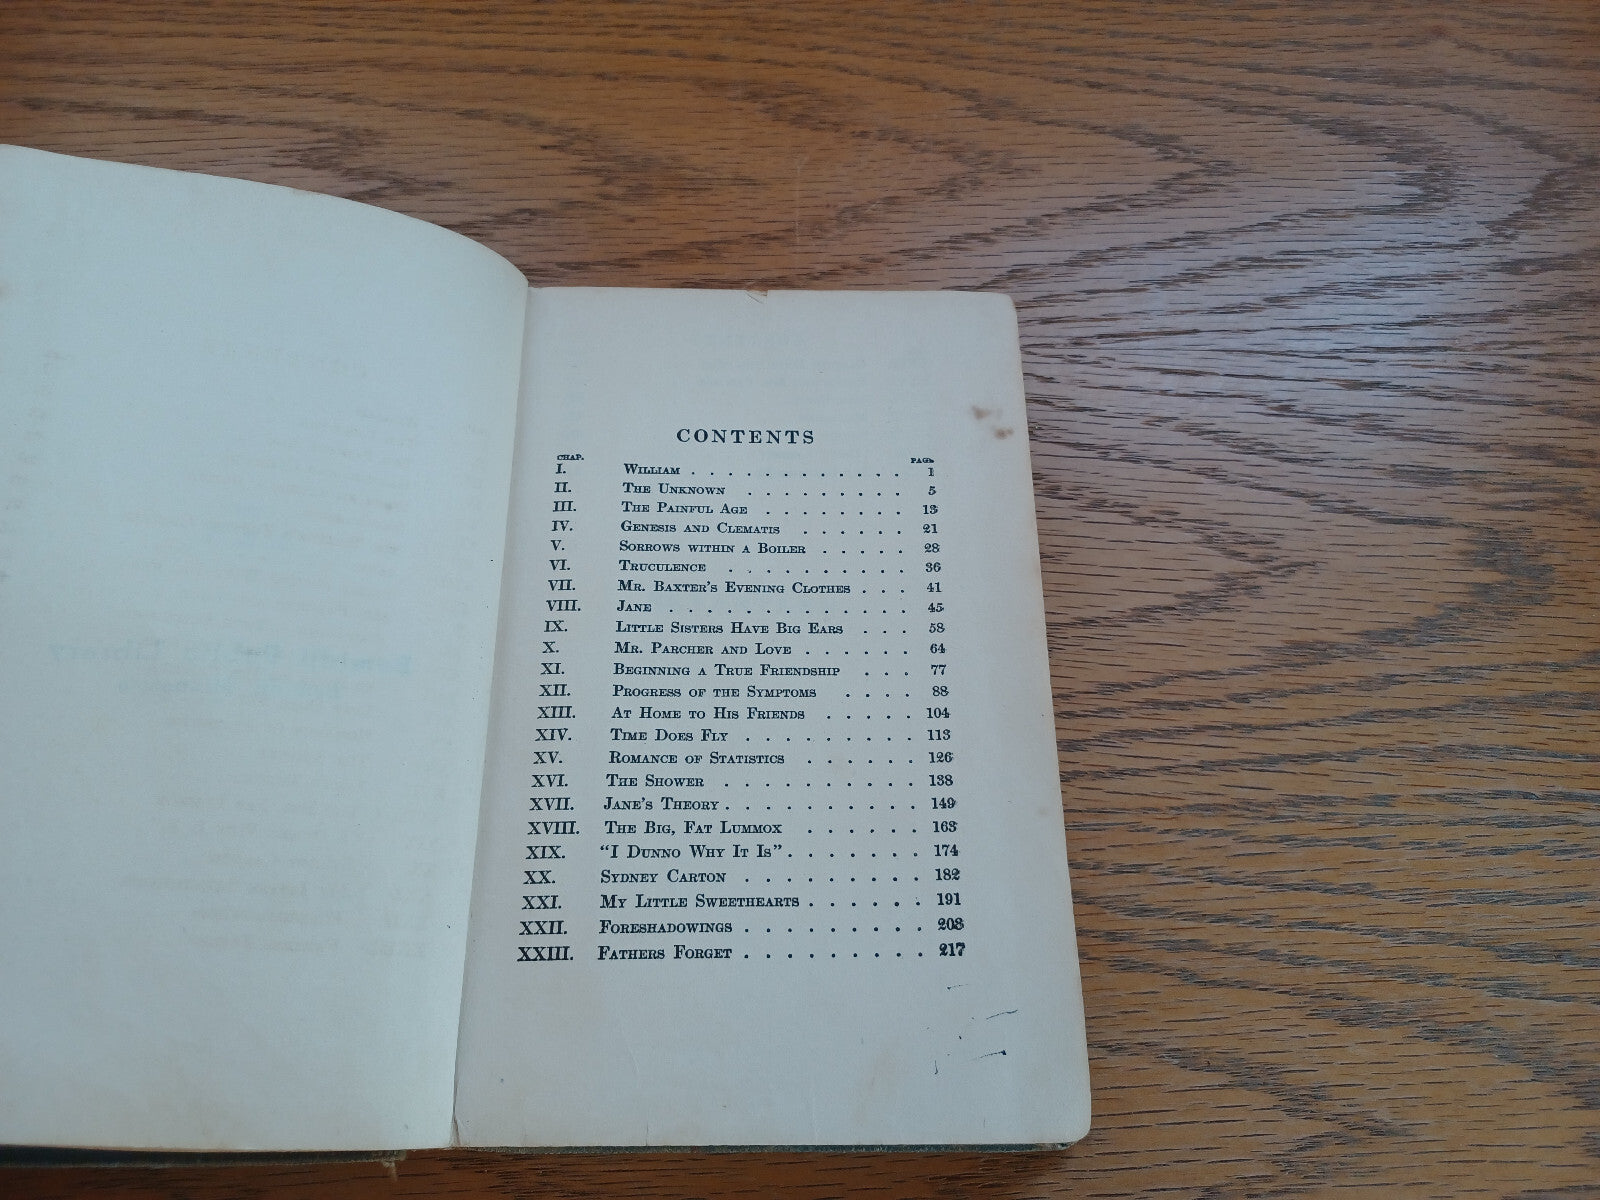 CONTENTS
CHAP. PAGE
I. William . . . . . . . . . . . . 1
II. The Unknown . . . . . . . . . 5
III. The Painful Age . . . . . . . . 13
IV. Genesis and Clematis . . . . . . 21
V. Sorrows within a Boiler . . . . . 28
VI. Truculence . . . . . . . . . . 36
VII. Mr. Baxter's Evening Clothes . . . 41
VIII. Jane . . . . . . . . . . . . . 45
IX. Little Sisters Have Big Ears . . . 58
X. Mr. Parcher and Love . . . . . . 64
XI. Beginning a True Friendship . . . 77
XII. Progress of the Symptoms . . . . 88
XIII. At Home to His Friends . . . . . 104
XIV. Time Does Fly . . . . . . . . . 113
XV. Romance of Statistics . . . . . . 126
XVI. The Shower . . . . . . . . . . 138
XVII. Jane's Theory . . . . . . . . . . 149
XVIII. The Big, Fat Lummox . . . . . . 163
XIX. "I Dunno Why It Is" . . . . . . . 174
XX. Sydney Carton . . . . . . . . . 182
XXI. My Little Sweethearts . . . . . . 191
XXII. Foreshadowings . . . . . . . . . 203
XXIII. Fathers Forget . . . . . . . . . 217